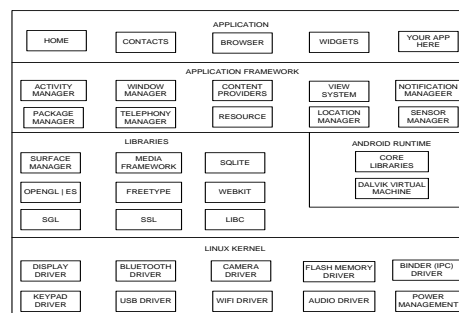 APPLICATION
HOME
CONTACTS
BROWSER
WIDGETS
YOUR APP
HERE
APPLICATION FRAMEWORK
ACTIVITY
MANAGER
WINDOW
MANAGER
CONTENT
PROVIDERS
VIEW
SYSTEM
NOTIFICATION
MANAGEER
PACKAGE
MANAGER
TELEPHONY
MANAGER
RESOURCE
LOCATION
MANAGER
SENSOR
MANAGER
LIBRARIES
SURFACE
MANAGER
MEDIA
FRAMEWORK
SQLITE
OPENGL | ES
FREETYPE
WEBKIT
SGL
SSL
LIBC
ANDROID RUNTIME
CORE
LIBRARIES
DALVIK VIRTUAL
MACHINE
LINUX KERNEL
DISPLAY
DRIVER
BLUETOOTH
DRIVER
CAMERA
DRIVER
FLASH MEMORY
DRIVER
BINDER (IPC)
DRIVER
KEYPAD
DRIVER
USB DRIVER
WIFI DRIVER
AUDIO DRIVER
POWER
MANAGEMENT